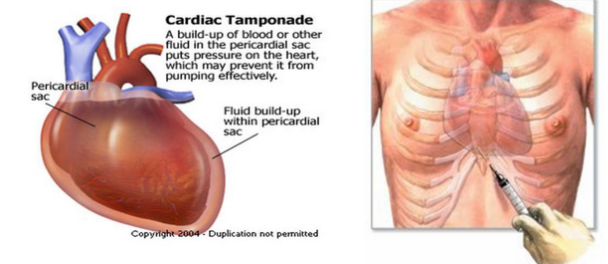 Cardiac Tamponade
A build-up of blood or other
fluid in the pericardial sac
puts pressure on the heart,
which may prevent it from
pumping effectively.
Pericardial
sac
Fluid build-up
within pericardial
sac
Copyright 2004 - Duplication not permitted